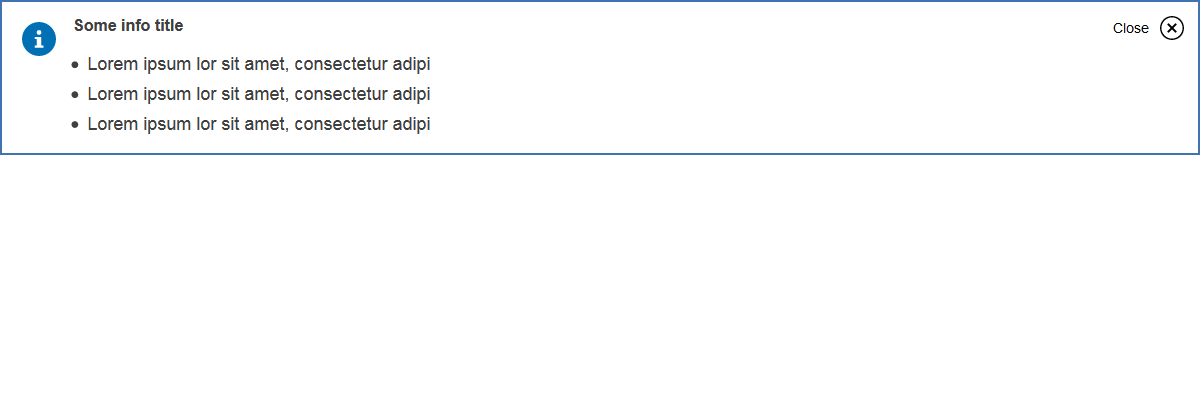 Some info title
Close
Lorem ipsum lor sit amet, consectetur adipi
Lorem ipsum lor sit amet, consectetur adipi
Lorem ipsum lor sit amet, consectetur adipi